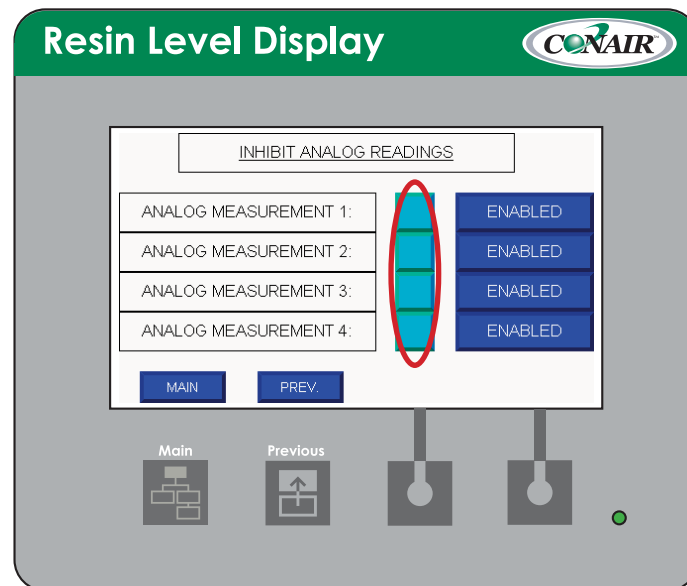 Resin Level Display
CONAIR
INHIBIT ANALOG READINGS
ANALOG MEASUREMENT 1: ENABLED
ANALOG MEASUREMENT 2: ENABLED
ANALOG MEASUREMENT 3: ENABLED
ANALOG MEASUREMENT 4: ENABLED
MAIN PREV.
Main Previous